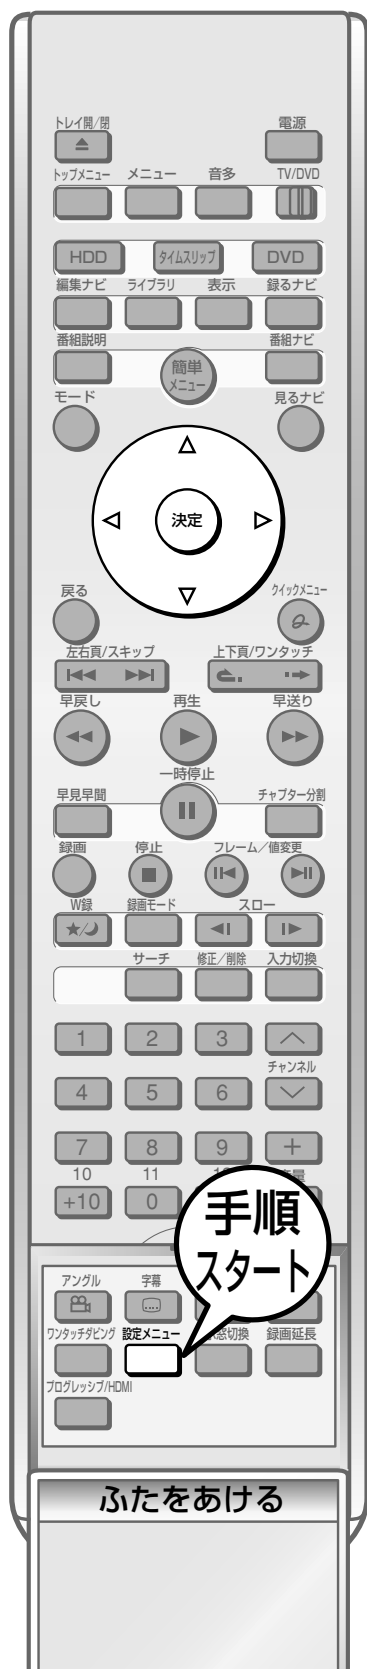 トレイ開/閉 電源
トップメニュー メニュー 音多 TV/DVD
HDD タイムスリップ DVD
編集ナビ ライブラリ 表示 録るナビ
番組説明 番組ナビ
簡単
メニュー
モード 見るナビ
決定
戻る クイックメニュー
左右頁/スキップ 上下頁/ワンタッチ
早戻し 再生 早送り
一時停止
早見早聞 チャプター分割
録画 停止 フレーム/値変更
W録 録画モード スロー
サーチ 修正/削除 入力切換
1 2 3
チャンネル
4 5 6
7 8 9 +
10 11
+10 0
手順
スタート
アングル 字幕
ワンタッチダビング 設定メニュー 切換 録画延長
プログレッシブ/HDMI
ふたをあける